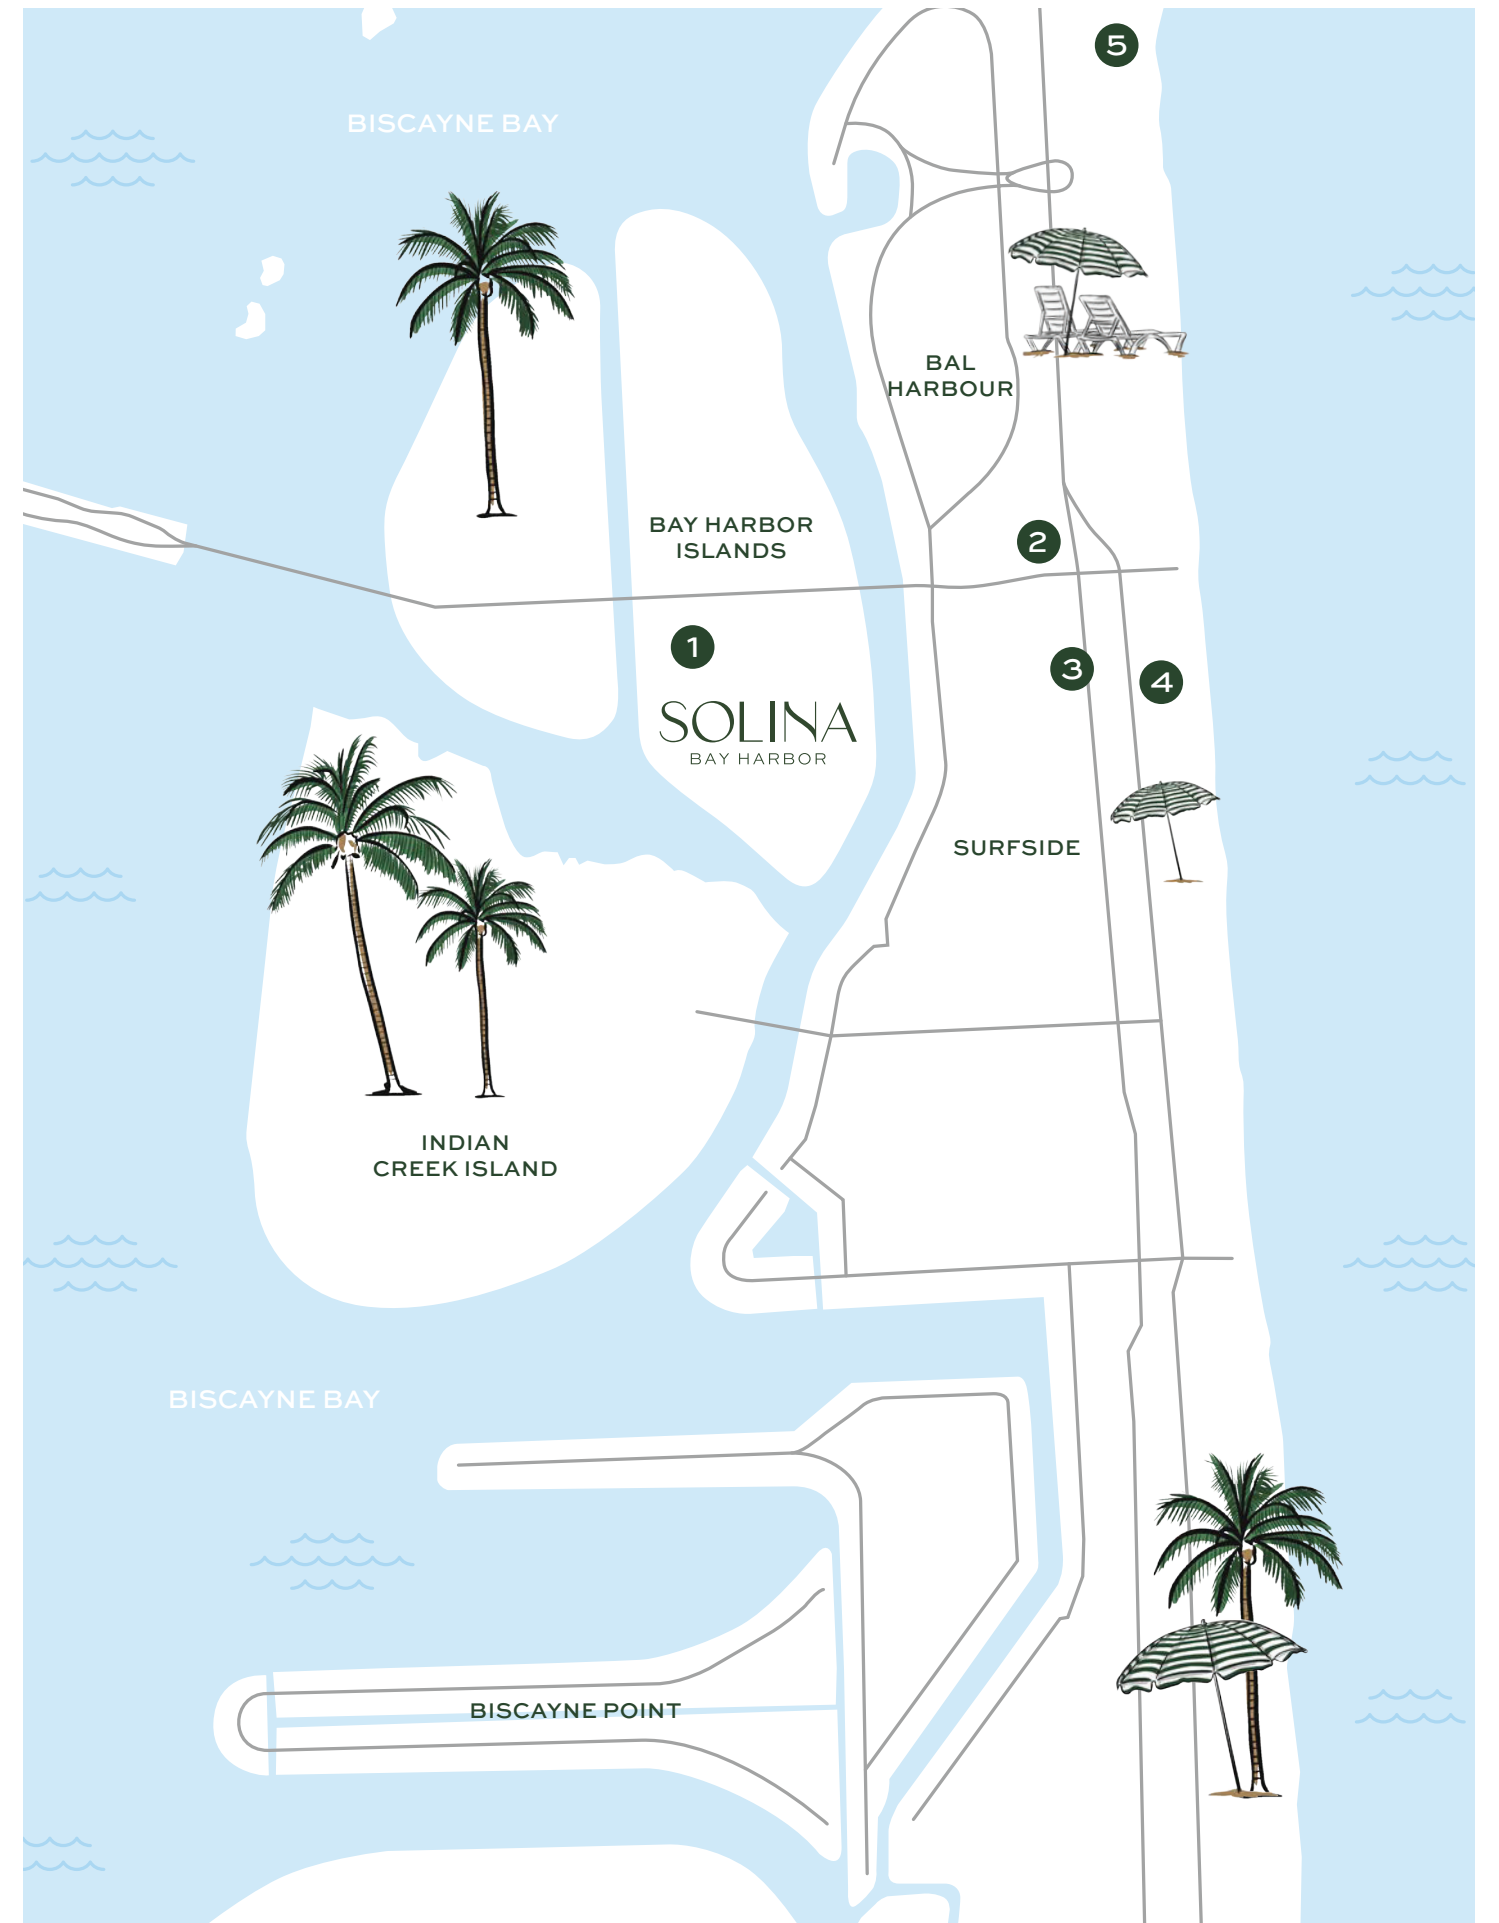 5
BISCAYNE BAY
BAL
HARBOUR
BAY HARBOR
ISLANDS
2
1
3
4
SOLINA
BAY HARBOR
SURFSIDE
INDIAN
CREEK ISLAND
BISCAYNE BAY
BISCAYNE POINT